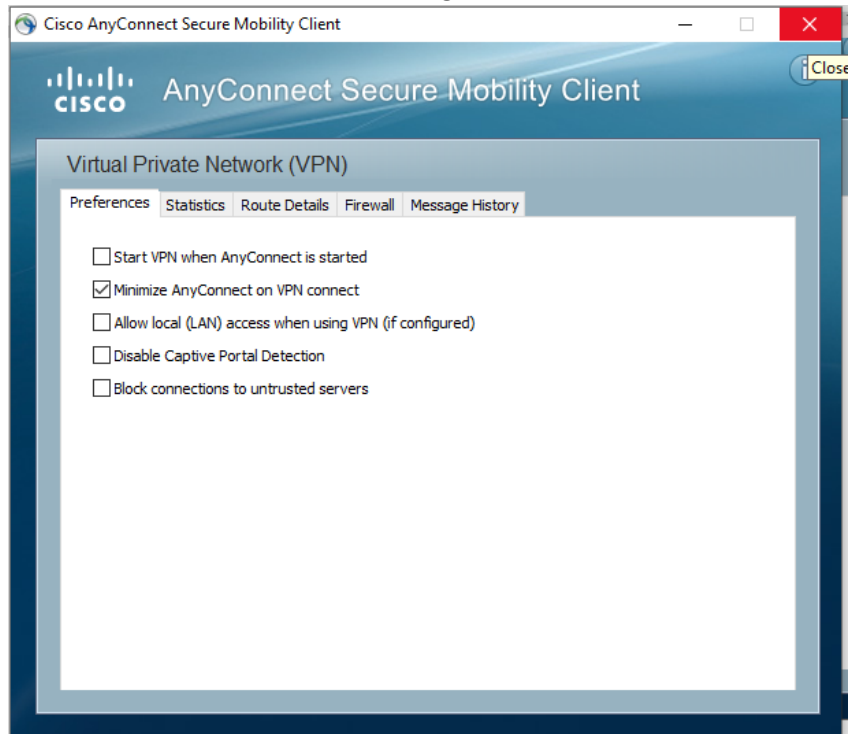 Cisco AnyConnect Secure Mobility Client
Close
CISCO AnyConnect Secure Mobility Client
Virtual Private Network (VPN)
Preferences Statistics Route Details Firewall Message History
Start VPN when AnyConnect is started
Minimize AnyConnect on VPN connect
Allow local (LAN) access when using VPN (if configured)
Disable Captive Portal Detection
Block connections to untrusted servers